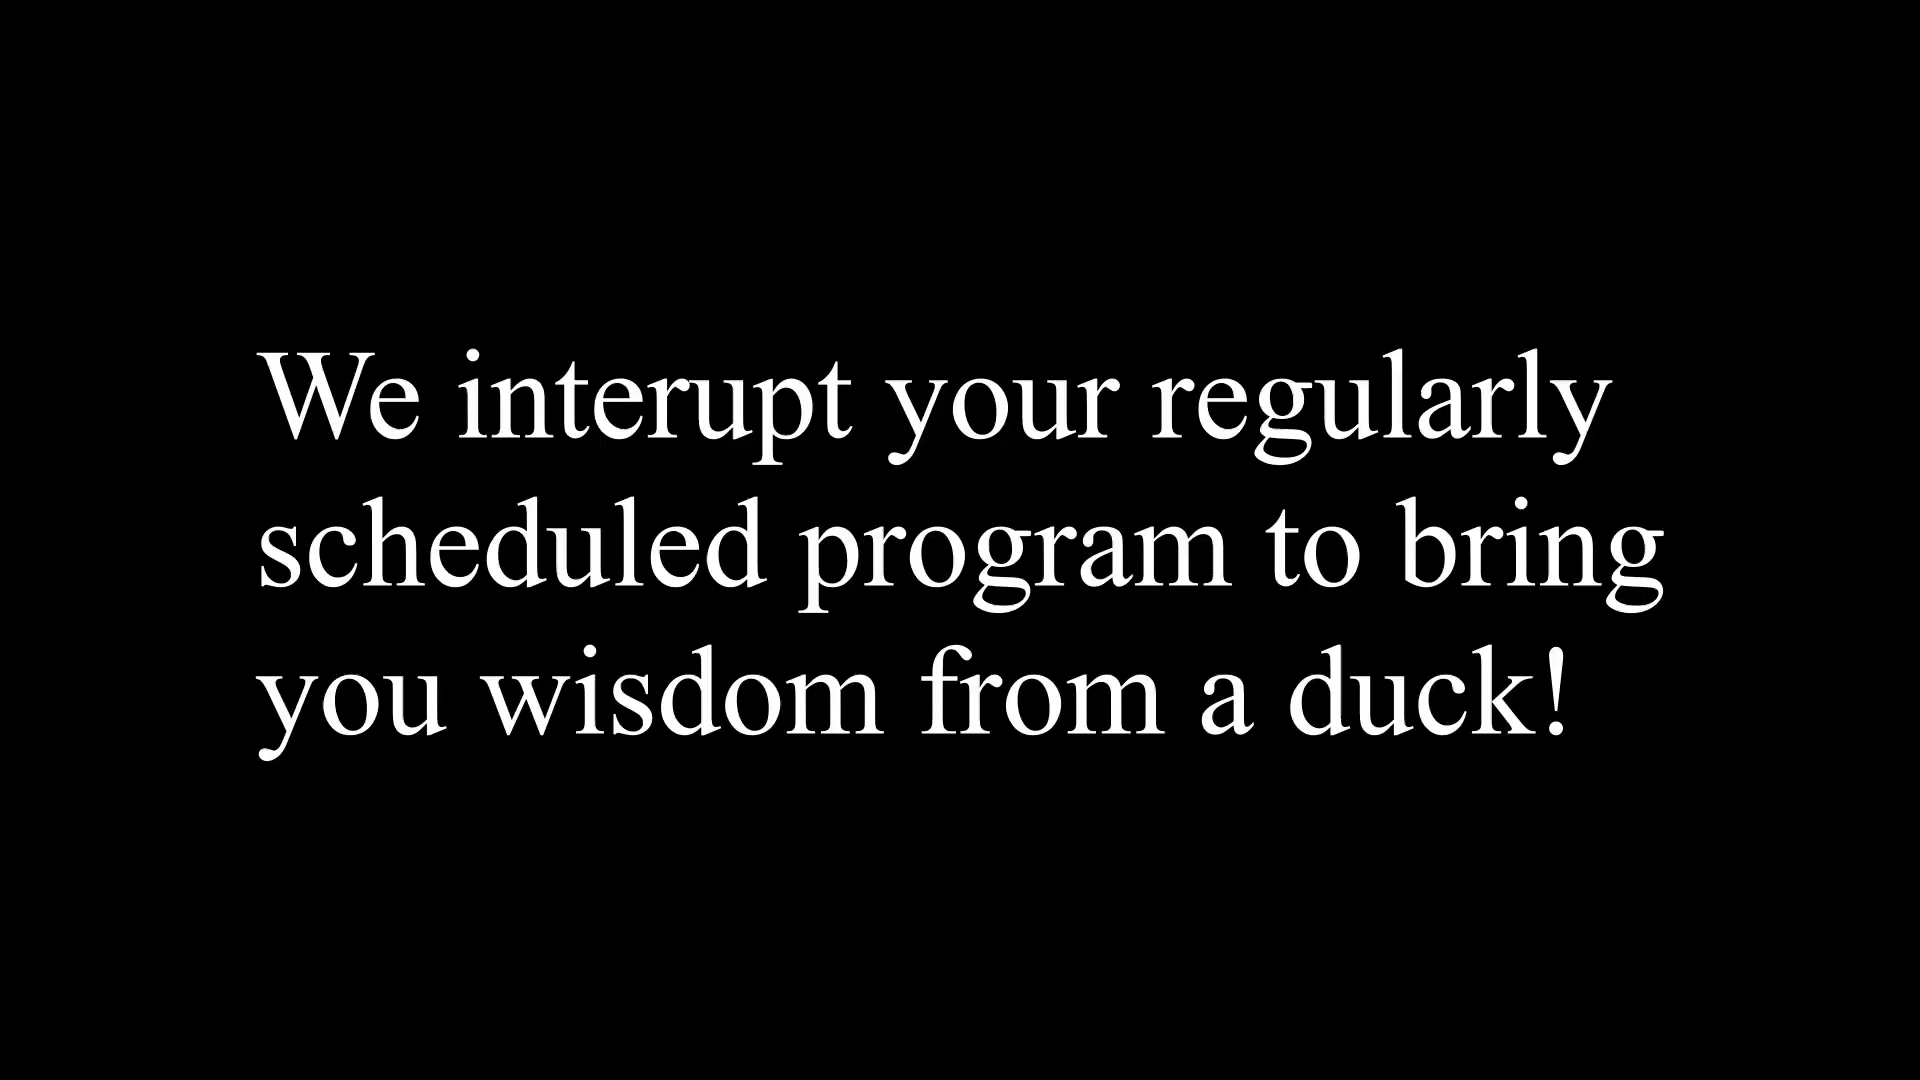 We interupt your regularly
scheduled program to bring
you wisdom from a duck!